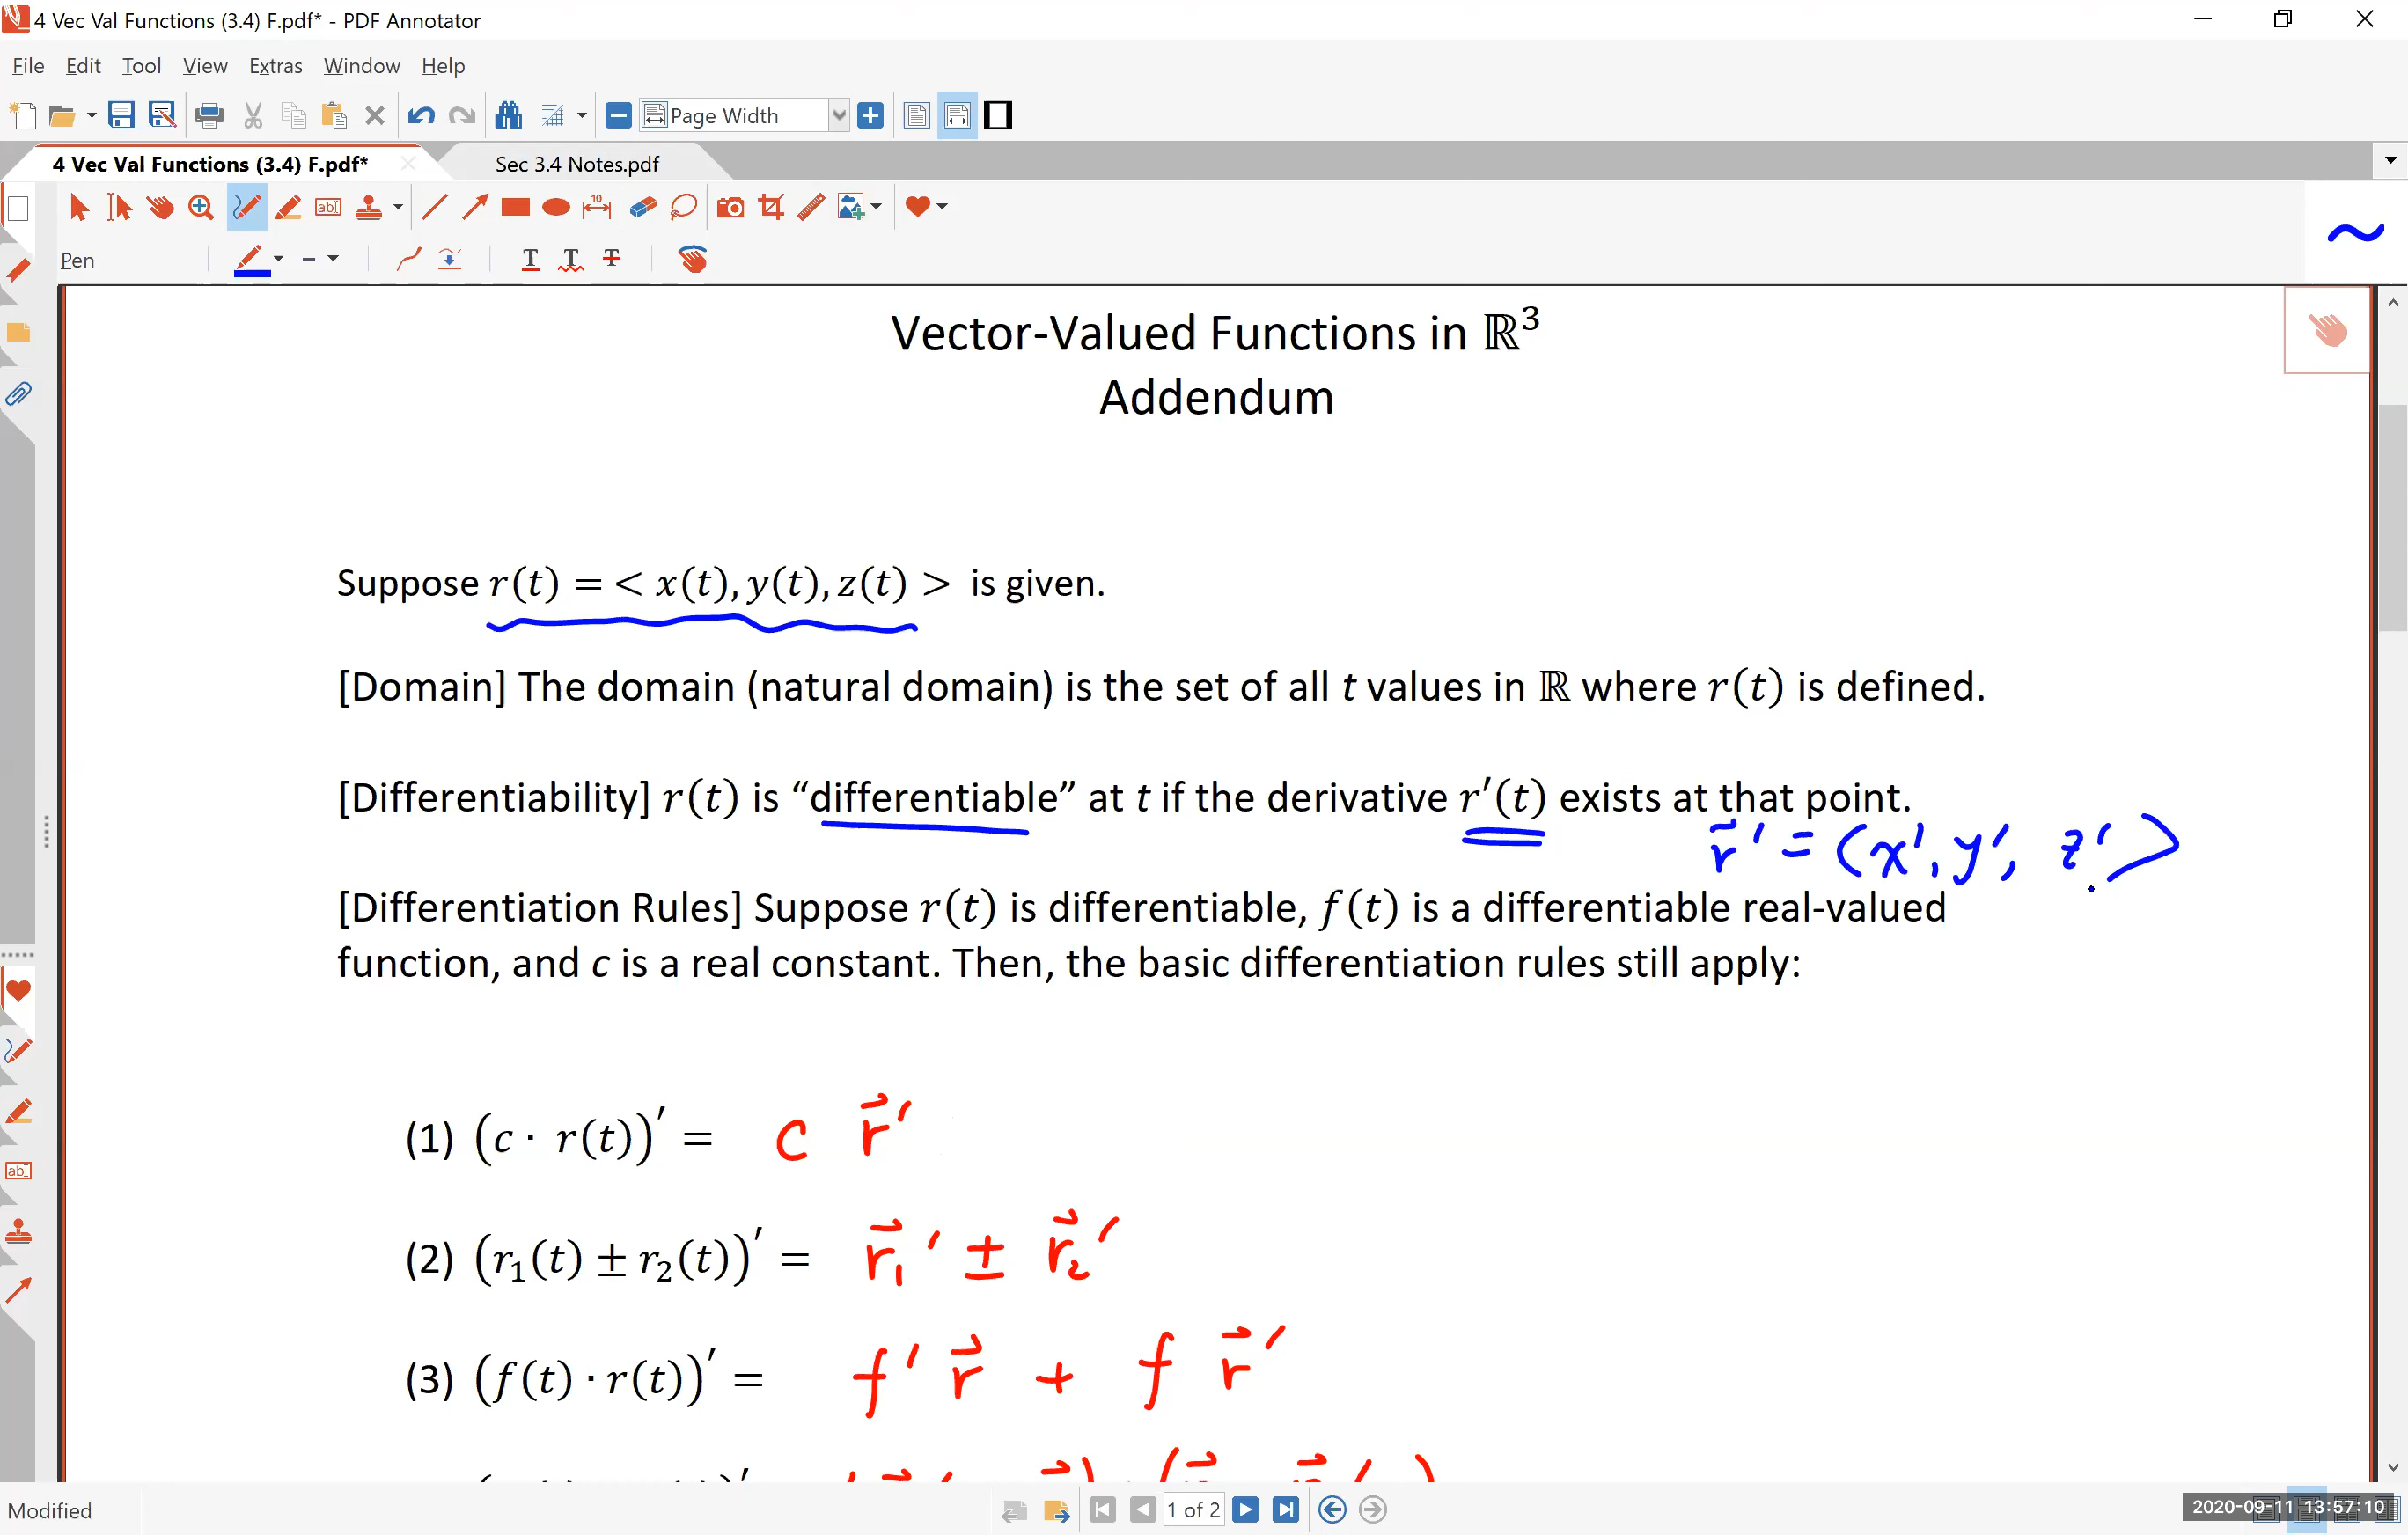 4 Vec Val Functions (3.4) F.pdf* - PDF Annotator
File Edit Tool View Extras Window Help
Page Width
4 Vec Val Functions (3.4) F.pdf* Sec 3.4 Notes.pdf
Pen
Vector-Valued Functions in ℝ³
Addendum
Suppose r(t) = < x(t), y(t), z(t) > is given.
[Domain] The domain (natural domain) is the set of all t values in ℝ where r(t) is defined.
[Differentiability] r(t) is “differentiable” at t if the derivative r′(t) exists at that point.
r⃗′ = ⟨x′, y′, z′⟩
[Differentiation Rules] Suppose r(t) is differentiable, f(t) is a differentiable real-valued
function, and c is a real constant. Then, the basic differentiation rules still apply:
(1) (c · r(t))′ = c r⃗′
(2) (r₁(t) ± r₂(t))′ = r⃗₁′ ± r⃗₂′
(3) (f(t) · r(t))′ = f′ r⃗ + f r⃗′
Modified 1 of 2 2020-09-11 13:57:10